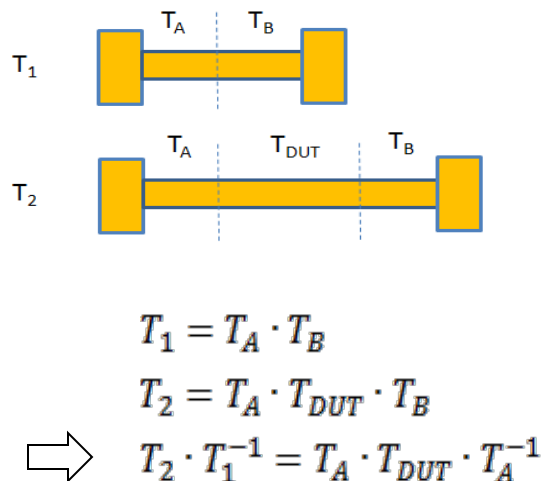 T_A T_B
T_1
T_A T_DUT T_B
T_2
T_1 = T_A · T_B
T_2 = T_A · T_DUT · T_B
T_2 · T_1^{-1} = T_A · T_DUT · T_A^{-1}